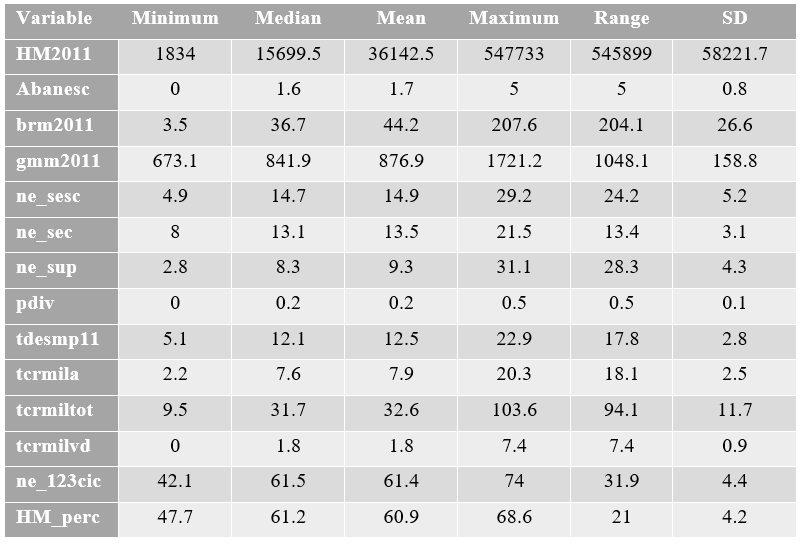 Variable Minimum Median Mean Maximum Range SD
HM2011 1834 15699.5 36142.5 547733 545899 58221.7
Abanesc 0 1.6 1.7 5 5 0.8
brm2011 3.5 36.7 44.2 207.6 204.1 26.6
gmm2011 673.1 841.9 876.9 1721.2 1048.1 158.8
ne_sesc 4.9 14.7 14.9 29.2 24.2 5.2
ne_sec 8 13.1 13.5 21.5 13.4 3.1
ne_sup 2.8 8.3 9.3 31.1 28.3 4.3
pdiv 0 0.2 0.2 0.5 0.5 0.1
tdesmp11 5.1 12.1 12.5 22.9 17.8 2.8
tcrmila 2.2 7.6 7.9 20.3 18.1 2.5
tcrmiltot 9.5 31.7 32.6 103.6 94.1 11.7
tcrmilvd 0 1.8 1.8 7.4 7.4 0.9
ne_123cic 42.1 61.5 61.4 74 31.9 4.4
HM_perc 47.7 61.2 60.9 68.6 21 4.2